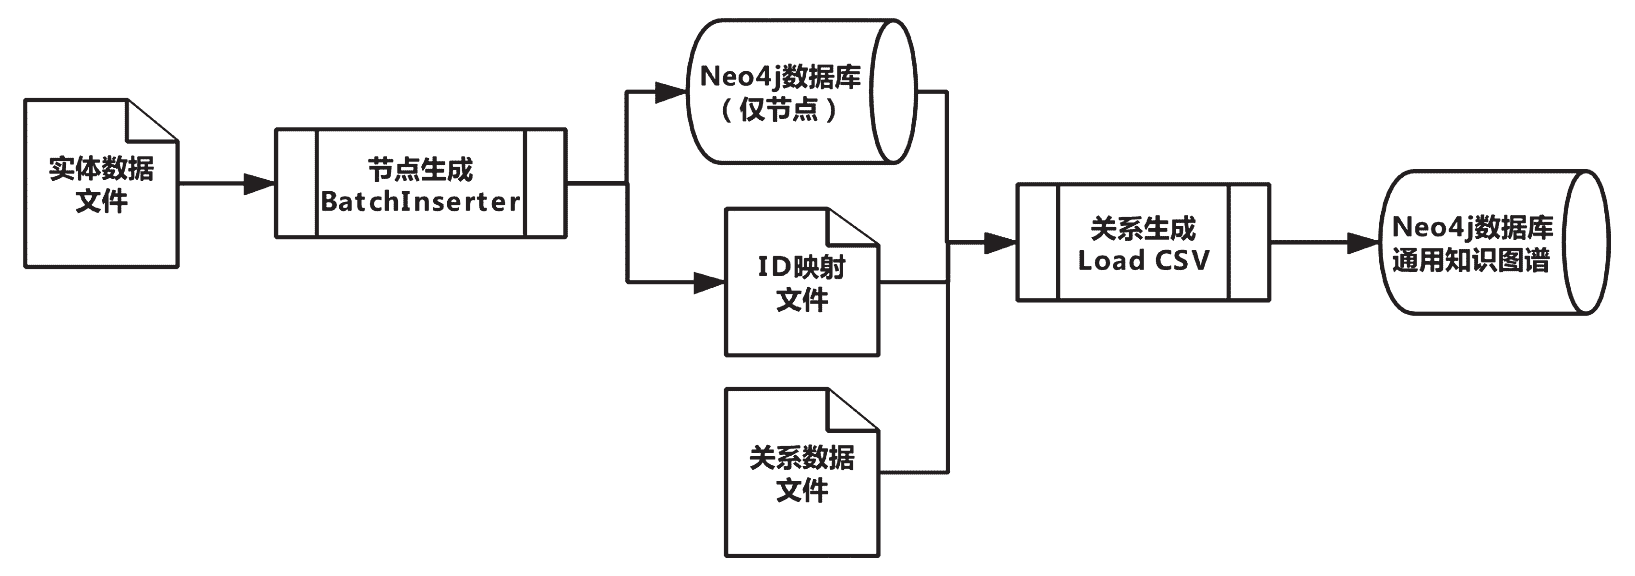 实体数据
文件
节点生成
BatchInserter
Neo4j数据库
（仅节点）
ID映射
文件
关系数据
文件
关系生成
Load CSV
Neo4j数据库
通用知识图谱